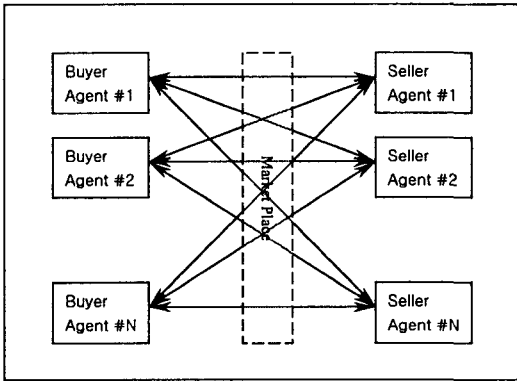 Buyer
Agent #1
Seller
Agent #1
Buyer
Agent #2
Market Place
Seller
Agent #2
Buyer
Agent #N
Seller
Agent #N